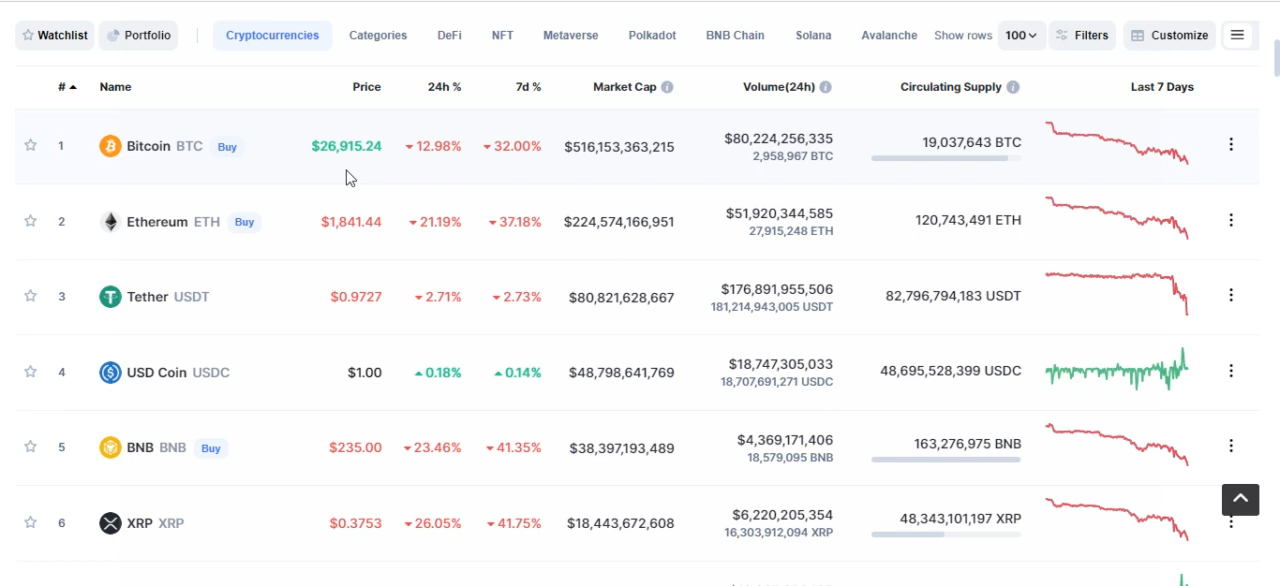 Watchlist Portfolio Cryptocurrencies Categories DeFi NFT Metaverse Polkadot BNB Chain Solana Avalanche Show rows 100 Filters Customize
# Name Price 24h % 7d % Market Cap Volume(24h) Circulating Supply Last 7 Days
1 Bitcoin BTC Buy $26,915.24 12.98% 32.00% $516,153,363,215 $80,224,256,335 19,037,643 BTC
2,958,967 BTC
2 Ethereum ETH Buy $1,841.44 21.19% 37.18% $224,574,166,951 $51,920,344,585 120,743,491 ETH
27,915,248 ETH
3 Tether USDT $0.9727 2.71% 2.73% $80,821,628,667 $176,891,955,506 82,796,794,183 USDT
181,214,943,005 USDT
4 USD Coin USDC $1.00 0.18% 0.14% $48,798,641,769 $18,747,305,033 48,695,528,399 USDC
18,707,691,271 USDC
5 BNB BNB Buy $235.00 23.46% 41.35% $38,397,193,489 $4,369,171,406 163,276,975 BNB
18,579,095 BNB
6 XRP XRP $0.3753 26.05% 41.75% $18,443,672,608 $6,220,205,354 48,343,101,197 XRP
16,303,912,094 XRP